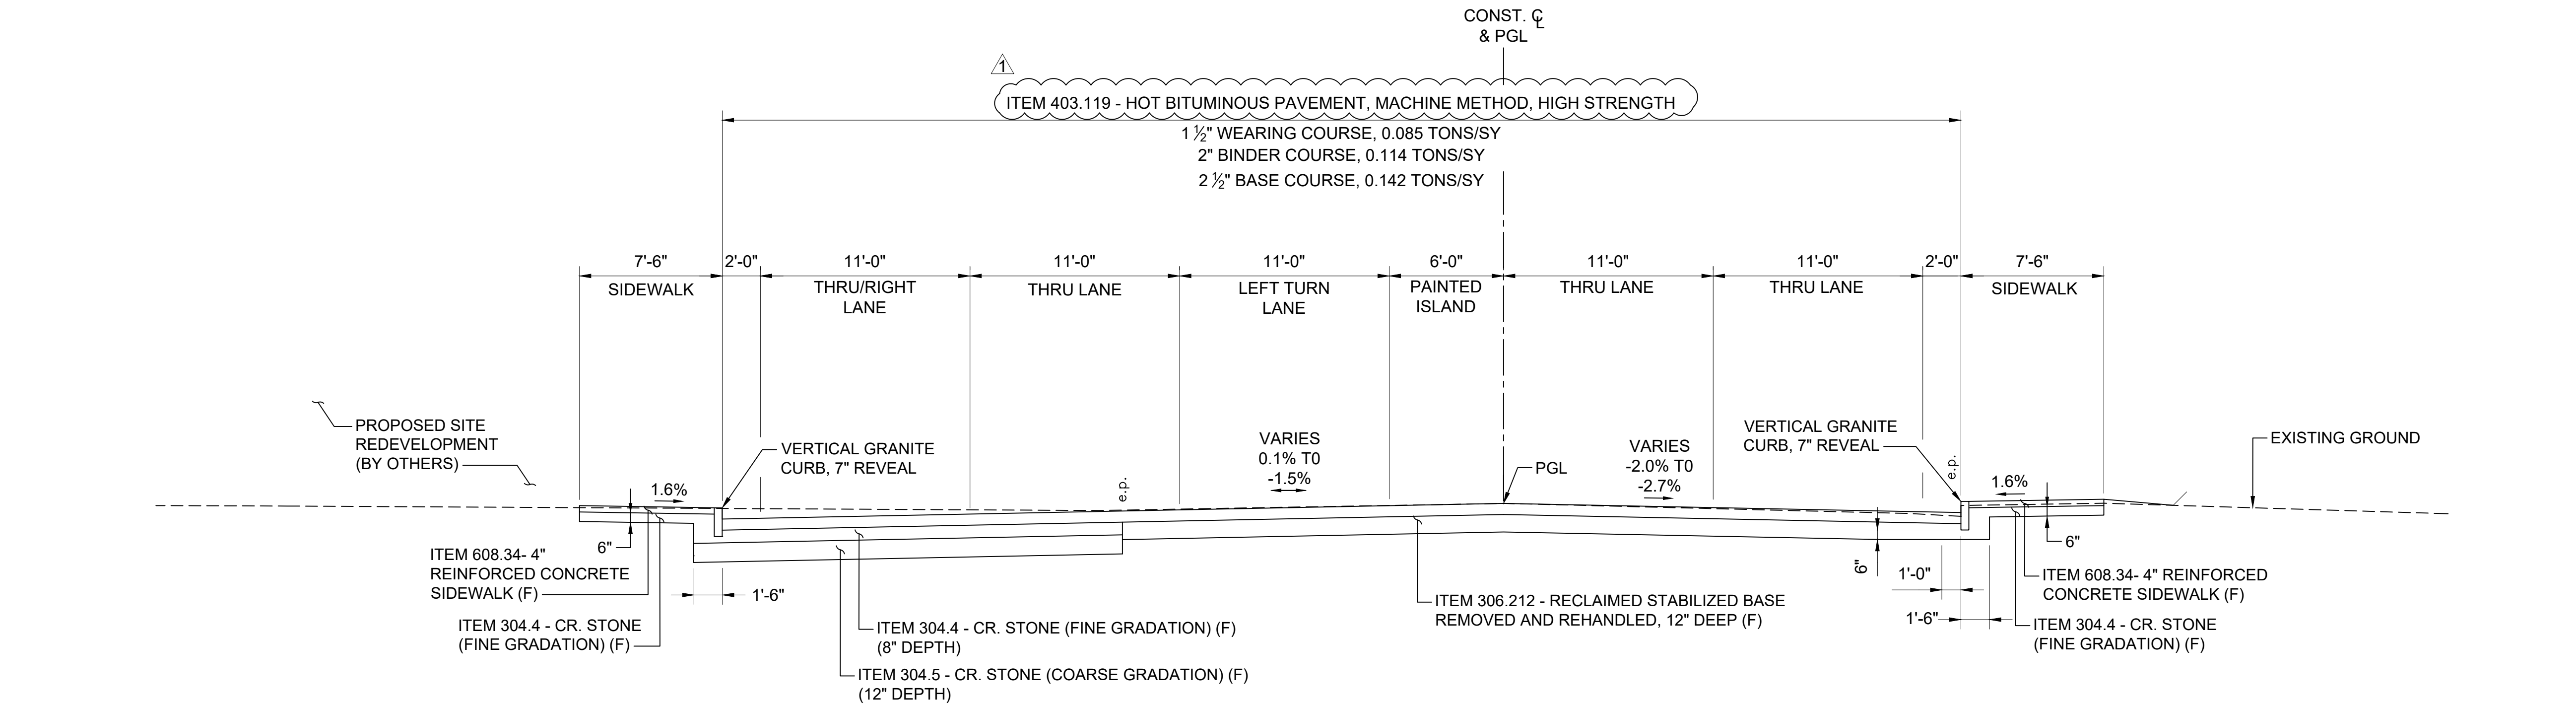 CONST. ℄
& PGL
1
ITEM 403.119 - HOT BITUMINOUS PAVEMENT, MACHINE METHOD, HIGH STRENGTH
1 ½" WEARING COURSE, 0.085 TONS/SY
2" BINDER COURSE, 0.114 TONS/SY
2 ½" BASE COURSE, 0.142 TONS/SY
7'-6"
SIDEWALK
2'-0"
11'-0"
THRU/RIGHT
LANE
11'-0"
THRU LANE
11'-0"
LEFT TURN
LANE
6'-0"
PAINTED
ISLAND
11'-0"
THRU LANE
11'-0"
THRU LANE
2'-0"
7'-6"
SIDEWALK
PROPOSED SITE
REDEVELOPMENT
(BY OTHERS)
VERTICAL GRANITE
CURB, 7" REVEAL
1.6%
e.p.
VARIES
0.1% T0
-1.5%
PGL
VARIES
-2.0% T0
-2.7%
VERTICAL GRANITE
CURB, 7" REVEAL
e.p.
1.6%
EXISTING GROUND
6"
ITEM 608.34- 4"
REINFORCED CONCRETE
SIDEWALK (F)
ITEM 304.4 - CR. STONE
(FINE GRADATION) (F)
1'-6"
ITEM 304.4 - CR. STONE (FINE GRADATION) (F)
(8" DEPTH)
ITEM 304.5 - CR. STONE (COARSE GRADATION) (F)
(12" DEPTH)
ITEM 306.212 - RECLAIMED STABILIZED BASE
REMOVED AND REHANDLED, 12" DEEP (F)
6"
1'-0"
1'-6"
6"
ITEM 608.34- 4" REINFORCED
CONCRETE SIDEWALK (F)
ITEM 304.4 - CR. STONE
(FINE GRADATION) (F)